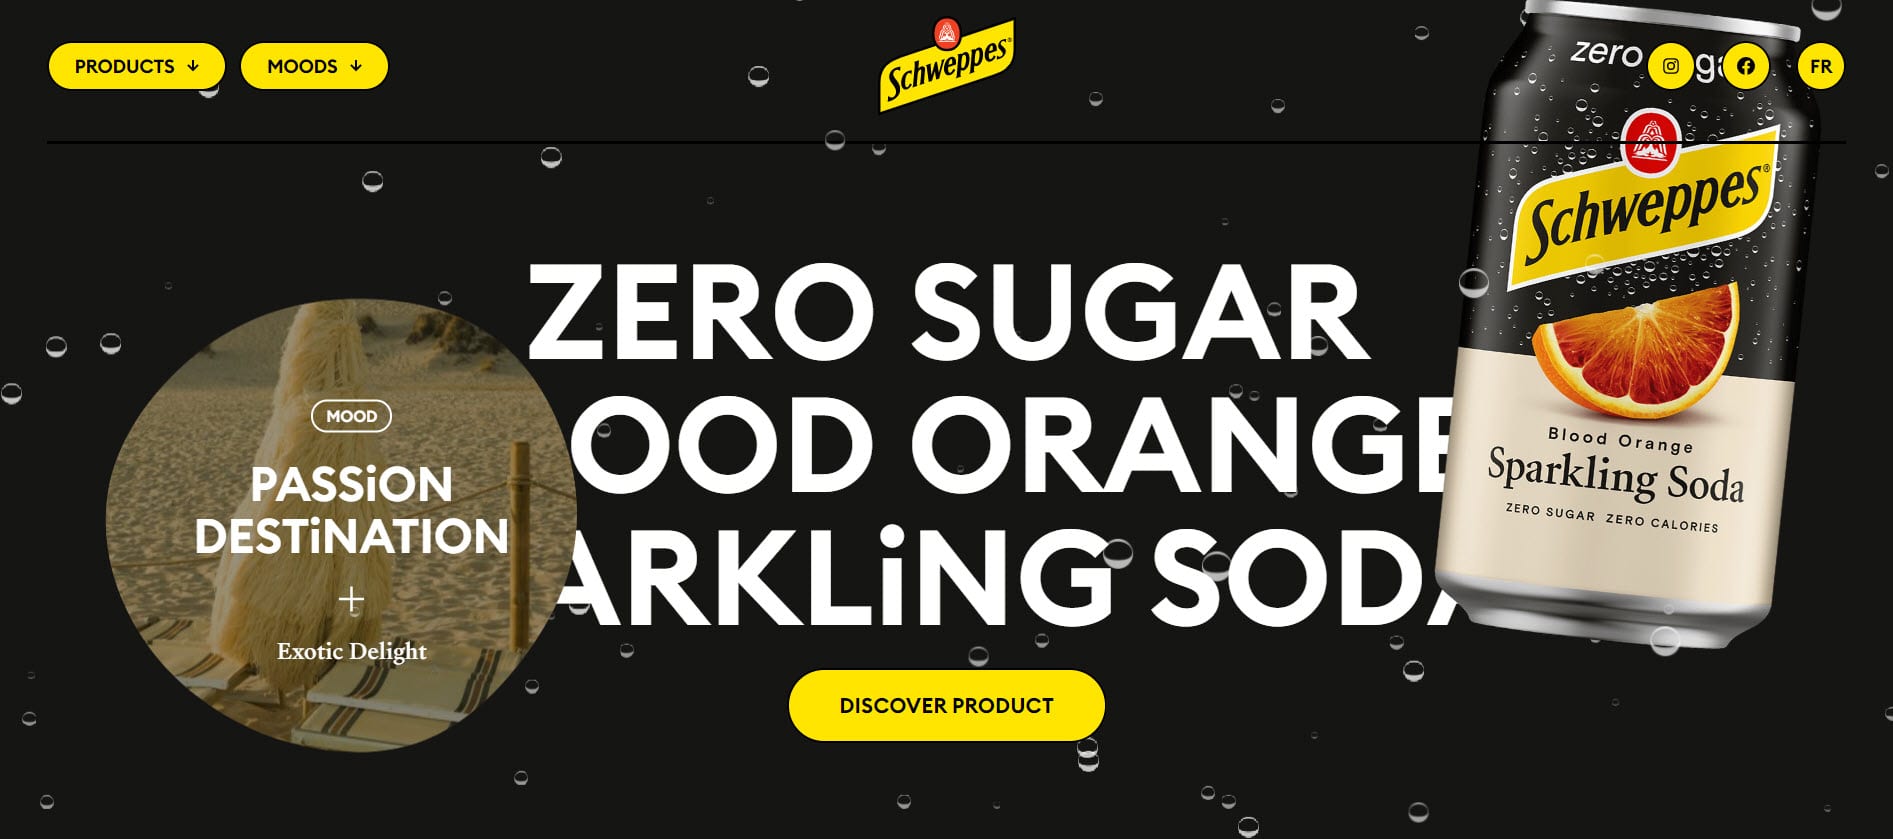 PRODUCTS
MOODS
Schweppes
FR
zero
Schweppes
ZERO SUGAR
OOD ORANGE
ARKLiNG SODA
MOOD
PASSiON
DESTiNATION
+
Exotic Delight
Blood Orange
Sparkling Soda
ZERO SUGAR ZERO CALORIES
DISCOVER PRODUCT